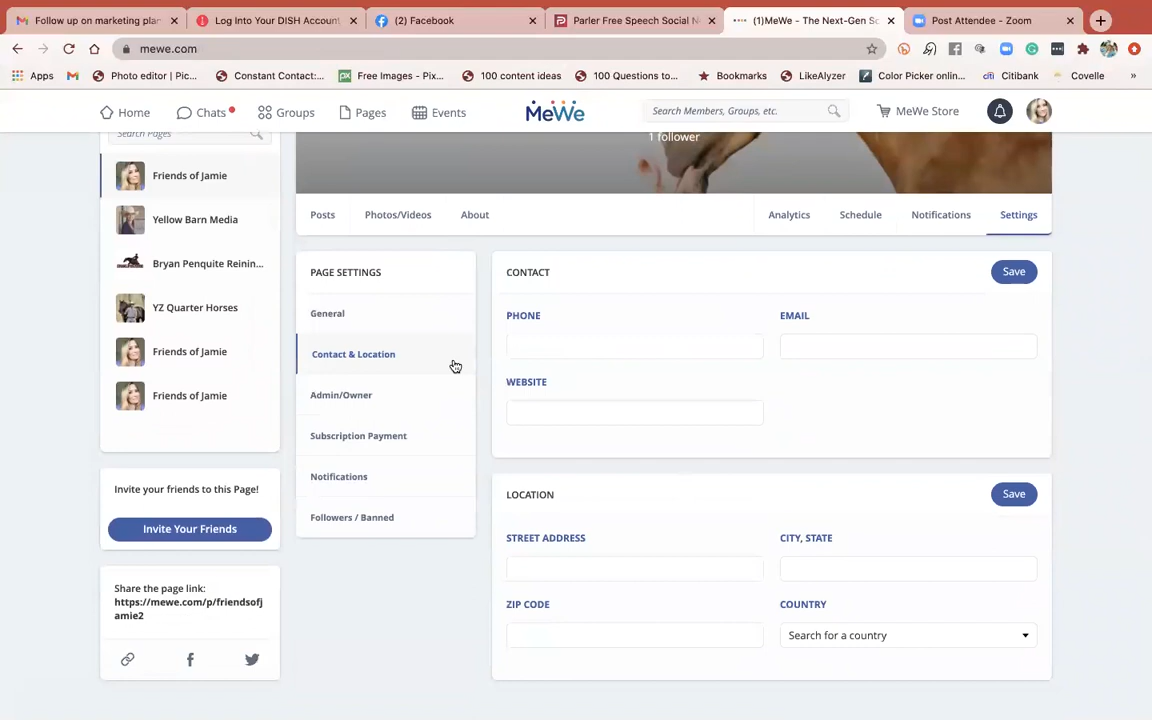 Follow up on marketing plan
Log Into Your DISH Account
(2) Facebook
Parler Free Speech Social N
(1)MeWe - The Next-Gen So
Post Attendee - Zoom
mewe.com
Apps
Photo editor | Pic...
Constant Contact:...
Free Images - Pix...
100 content ideas
100 Questions to...
Bookmarks
LikeAlyzer
Color Picker onlin...
Citibank
Covelle
»
Home
Chats
Groups
Pages
Events
MeWe
Search Members, Groups, etc.
MeWe Store
Search Pages
1 follower
Friends of Jamie
Yellow Barn Media
Bryan Penquite Reinin...
YZ Quarter Horses
Friends of Jamie
Friends of Jamie
Posts
Photos/Videos
About
Analytics
Schedule
Notifications
Settings
PAGE SETTINGS
General
Contact & Location
Admin/Owner
Subscription Payment
Notifications
Followers / Banned
CONTACT
Save
PHONE
EMAIL
WEBSITE
LOCATION
Save
STREET ADDRESS
CITY, STATE
ZIP CODE
COUNTRY
Search for a country
Invite your friends to this Page!
Invite Your Friends
Share the page link:
https://mewe.com/p/friendsofj
amie2